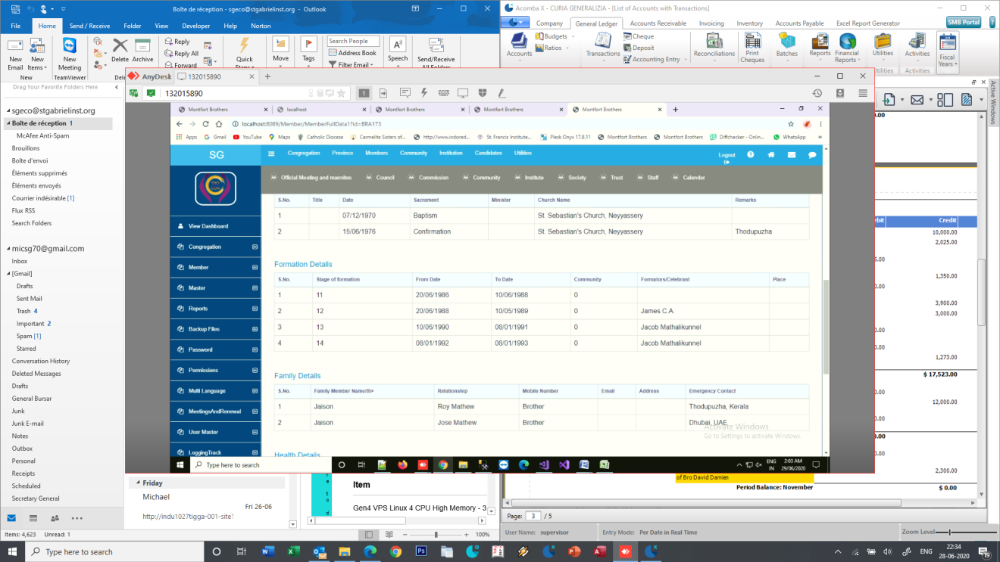 Boîte de réception - sgeco@stgabrielinst.org - Outlook
File Home Send / Receive Folder View Developer Help Norton
New Email
New Items
New
New Meeting
TeamViewer
Delete Archive
Reply
Reply All
Forward
Quick
Move
Tags
Search People
Address Book
Filter Email
Speech
Send/Receive
Drag Your Favorite Folders Here
sgeco@stgabrielinst.org
Boîte de réception 1
McAfee Anti-Spam
Brouillons
Boîte d'envoi
Éléments supprimés
Éléments envoyés
Courrier indésirable [1]
Flux RSS
Search Folders
micsg70@gmail.com
Inbox
[Gmail]
Drafts
Sent Mail
Trash 4
Important 2
Spam [1]
Starred
Conversation History
Deleted Messages
Drafts
General Bursar
Junk
Junk E-mail
Notes
Outbox
Personal
Receipts
Scheduled
Secretary General
Items: 4,623 Unread: 1
Acomba X - CURIA GENERALIZIA - [List of Accounts with Transactions]
Company General Ledger Accounts Receivable Invoicing Inventory Accounts Payable Excel Report Generator
SMB Portal
Accounts
Budgets
Ratios
Transactions
Cheque
Deposit
Accounting Entry
Reconciliations
Print Cheques
Batches
Reports
Financial Reports
Utilities
Utilities
Activities
Activities
Fiscal Years
Active Windows
AnyDesk 132015890
132015890
1
Montfort Brothers localhost Montfort Brothers Montfort Brothers Montfort Brothers
localhost:8089/Member/MemberFullData1?id=BRA173
Apps Gmail YouTube Maps Catholic Diocese Carmelite Sisters of... http://www.indored... St. Francis Institute... Plesk Onyx 17.8.11 Montfort Brothers Montfort Brothers Diffchecker - Onlin... WhatsApp »
SG
Congregation Province Members Community Institution Candidates Utilities
Logout
Official Meeting and mannites Council Commission Community Institute Society Trust Staff Calender
View Dashboard
Congregation
Member
Master
Reports
Backup Files
Password
Permissions
Multi Language
MeetingsAndRenewal
User Master
LoggingTrack
S.No. Title Date Sacrament Minister Church Name Remarks
1 07/12/1970 Baptism St. Sebastian's Church, Neyyassery
2 15/06/1976 Confirmation St. Sebastian's Church, Neyyassery Thodupuzha
Formation Details
S.No. Stage of formation From Date To Date Community Formators/Celebrant Place
1 11 20/06/1986 10/06/1988 0
2 12 20/06/1988 10/05/1989 0 James C.A.
3 13 10/06/1990 08/01/1991 0 Jacob Mathalikunnel
4 14 08/01/1992 08/01/1993 0 Jacob Mathalikunnel
Family Details
S.No. Family Member Name/th> Relationship Mobile Number Email Address Emergency Contact
1 Jaison Roy Mathew Brother Thodupuzha, Kerala
2 Jaison Jose Mathew Brother Dhubai, UAE
Health Details
Activate Windows
Go to Settings to activate Windows.
Type here to search
ENG
IN
2:03 AM
29/06/2020
Credit
10,000.00
2,025.00
1,350.00
3,900.00
3,000.00
1,273.00
$ 17,523.00
12,000.00
2,300.00
of Bro David Damien
Period Balance: November $ 0.00
Page: 3 / 5
User Name: supervisor Entry Mode: Per Date in Real Time Zoom Level
Friday
Michael
Fri 26-06
http://indu1027tigga-001-site1
Item
Gen4 VPS Linux 4 CPU High Memory - 3
100%
Type here to search
ENG
22:34
28-06-2020
19